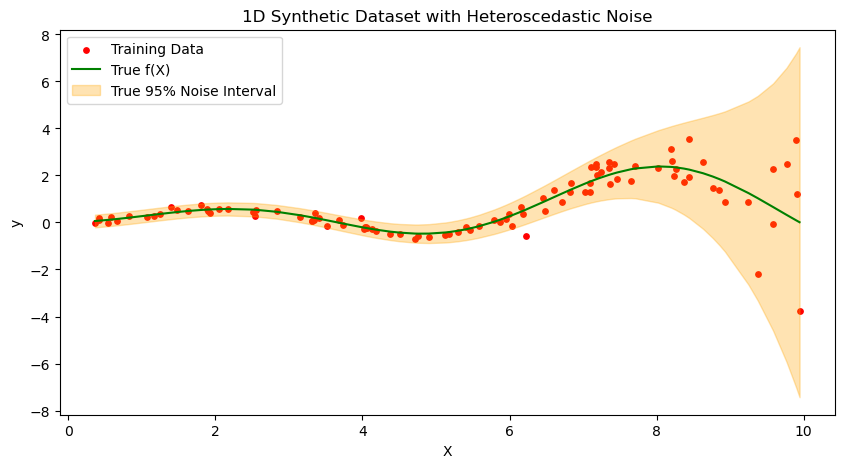 1D Synthetic Dataset with Heteroscedastic Noise
Training Data
True f(X)
True 95% Noise Interval
8
6
4
2
0
−2
−4
−6
−8
y
0 2 4 6 8 10
X